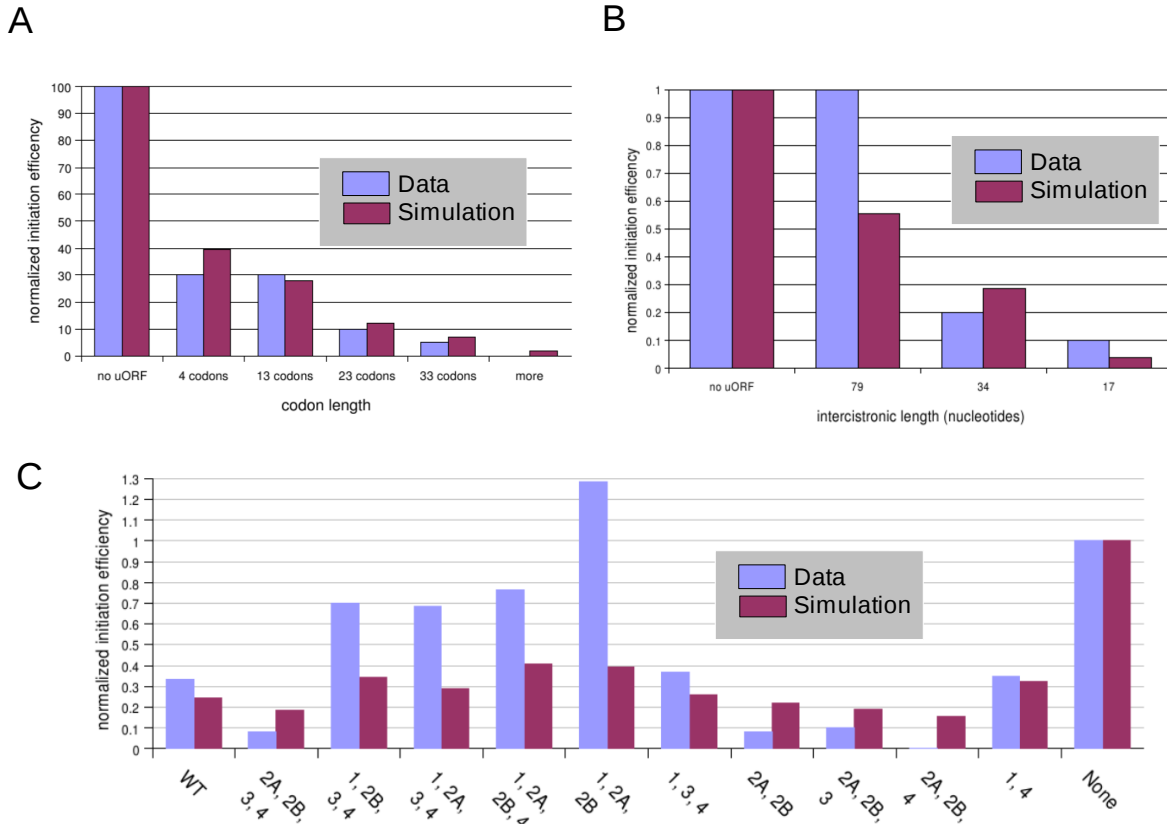 A
normalized initiation efficency
100
90
80
70
60
50
40
30
20
10
0
Data
Simulation
no uORF
4 codons
13 codons
23 codons
33 codons
more
codon length
B
normalized initiation efficency
1
0.9
0.8
0.7
0.6
0.5
0.4
0.3
0.2
0.1
0
Data
Simulation
no uORF
79
34
17
intercistronic length (nucleotides)
C
normalized initiation efficiency
1.3
1.2
1.1
1
0.9
0.8
0.7
0.6
0.5
0.4
0.3
0.2
0.1
0
Data
Simulation
WT
2A, 2B,
3, 4
1, 2B,
3, 4
1, 2A,
3, 4
1, 2A,
2B, 4
1, 2A,
2B
1, 3, 4
2A, 2B
2A, 2B,
3
2A, 2B,
4
1, 4
None